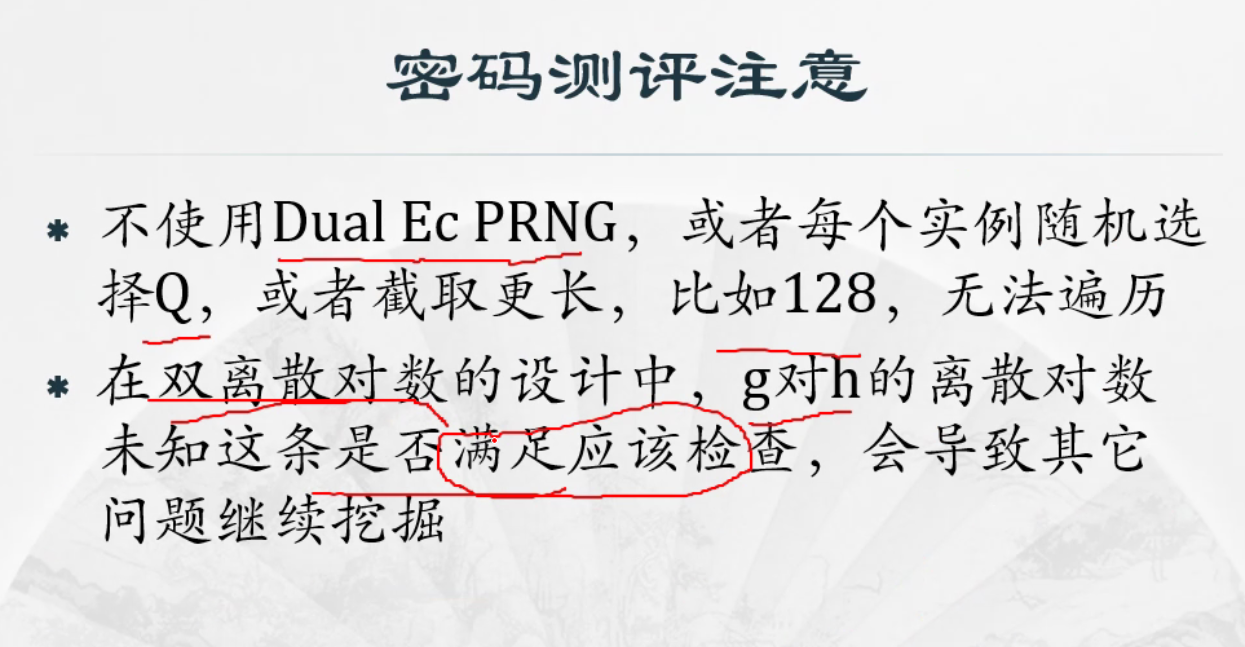 密码测评注意
* 不使用Dual Ec PRNG，或者每个实例随机选
择Q，或者截取更长，比如128，无法遍历
* 在双离散对数的设计中，g对h的离散对数
未知这条是否满足应该检查，会导致其它
问题继续挖掘